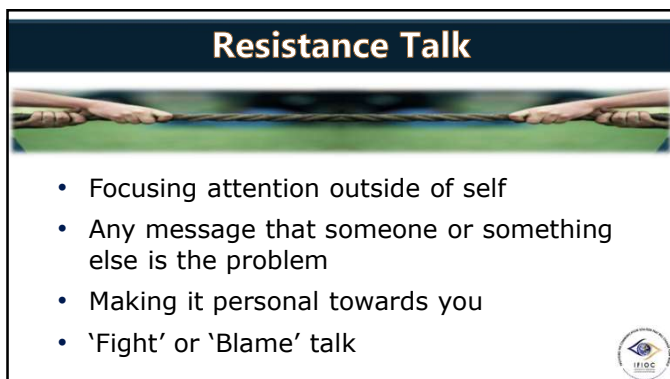 Resistance Talk
• Focusing attention outside of self
• Any message that someone or something
else is the problem
• Making it personal towards you
• ‘Fight’ or ‘Blame’ talk
IFIOC